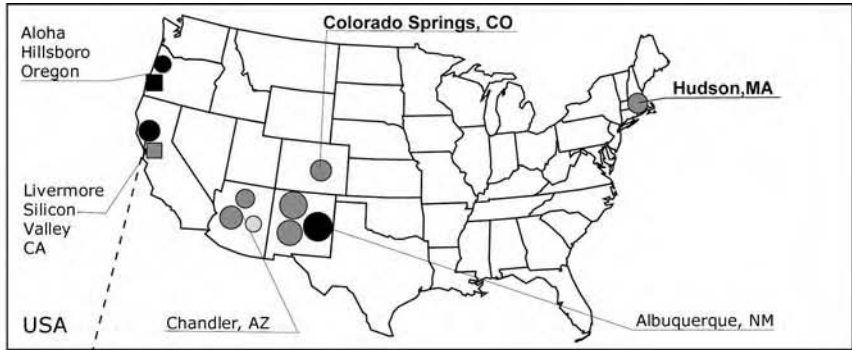 Colorado Springs, CO
Aloha
Hillsboro
Oregon
Hudson,MA
Livermore
Silicon
Valley
CA
USA
Chandler, AZ
Albuquerque, NM